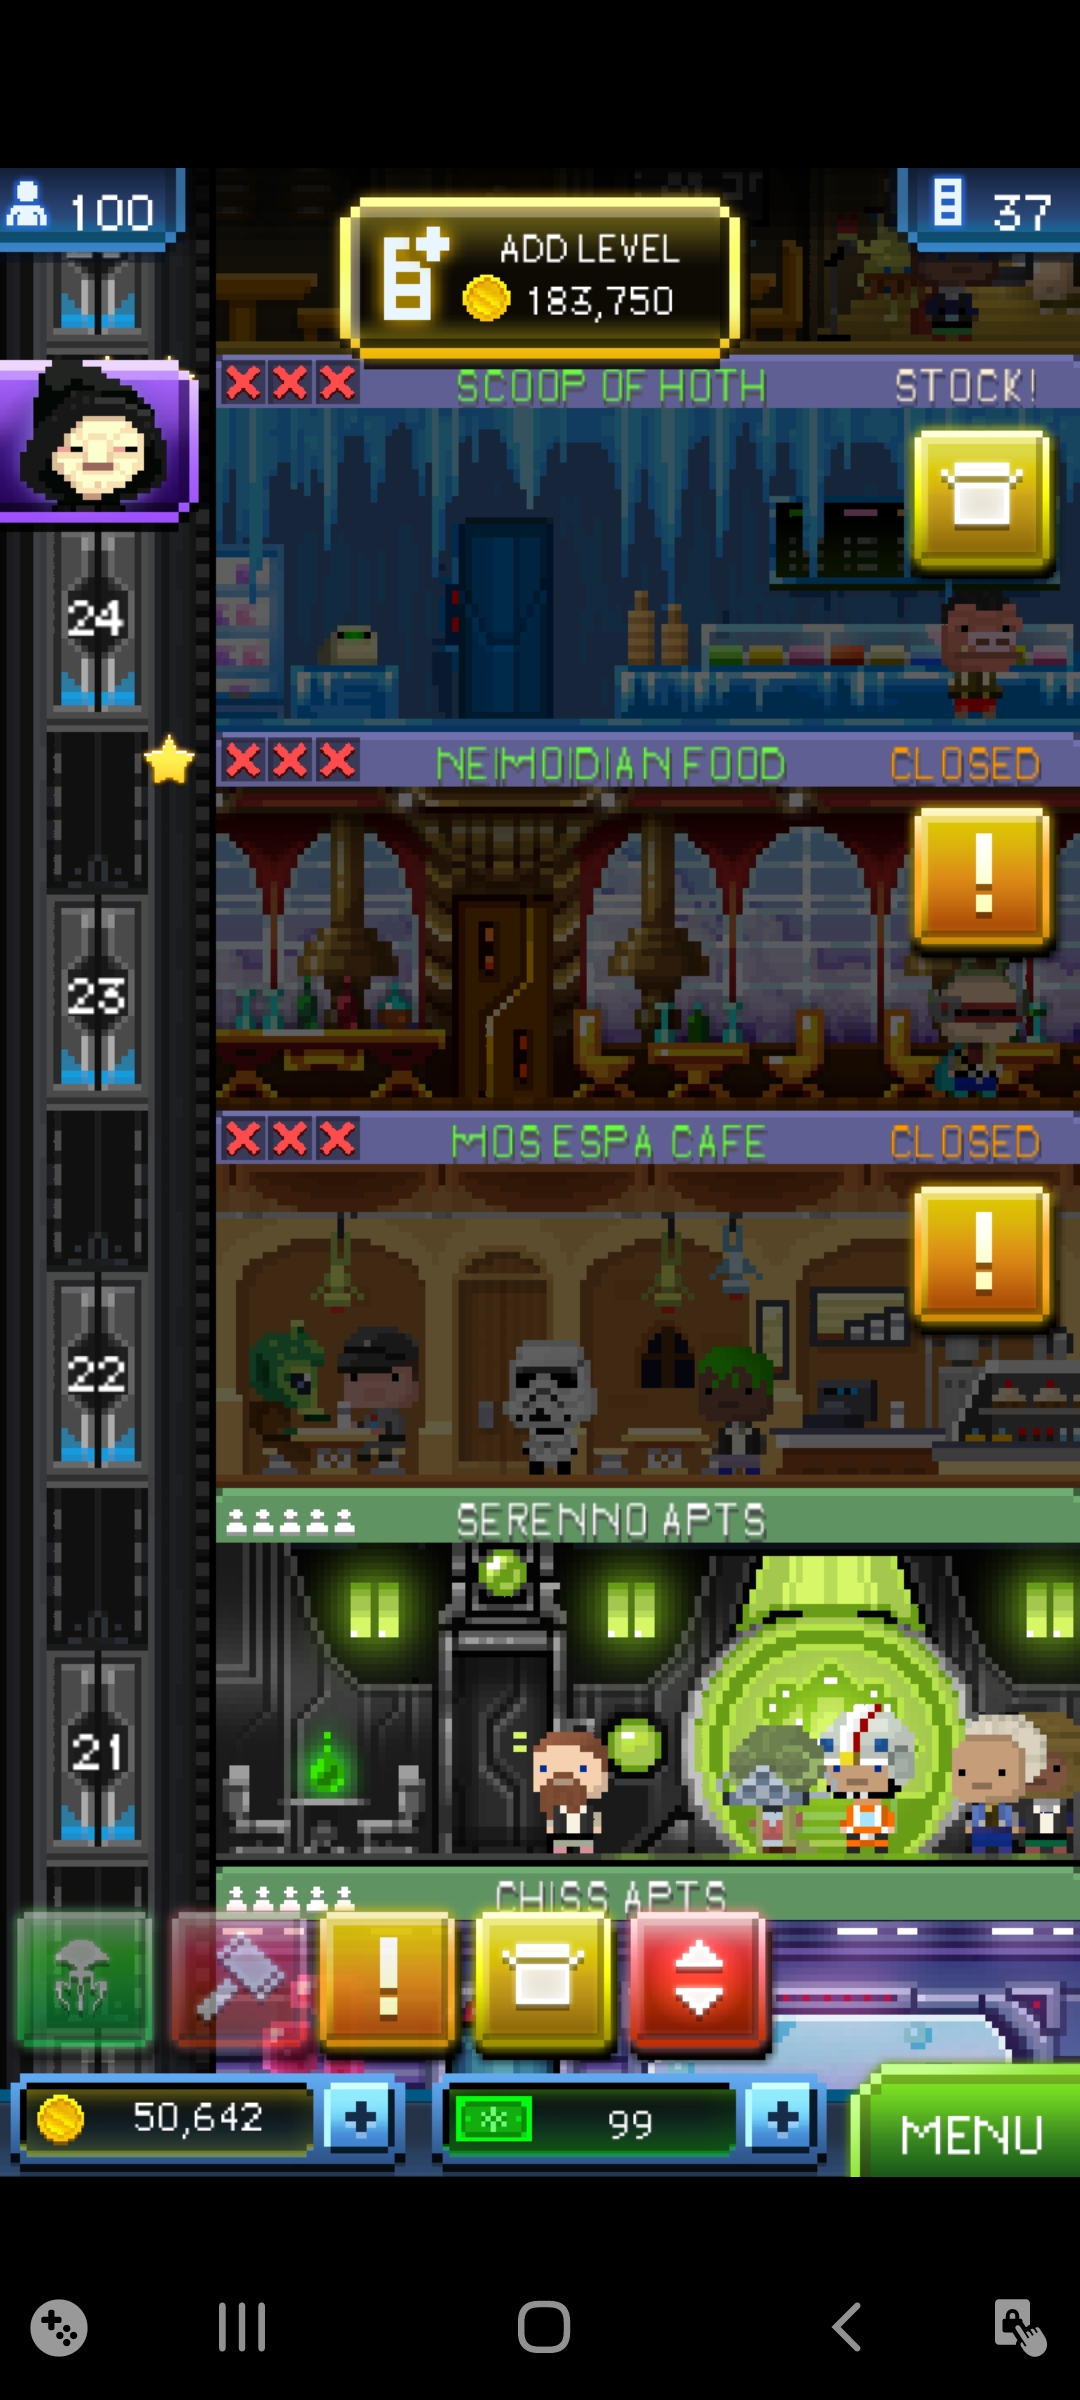 100
ADD LEVEL
183,750
37
SCOOP OF HOTH STOCK!
24
NEIMOIDIAN FOOD CLOSED
23
MOS ESPA CAFE CLOSED
22
SERENNO APTS
21
CHISS APTS
50,642
99
MENU